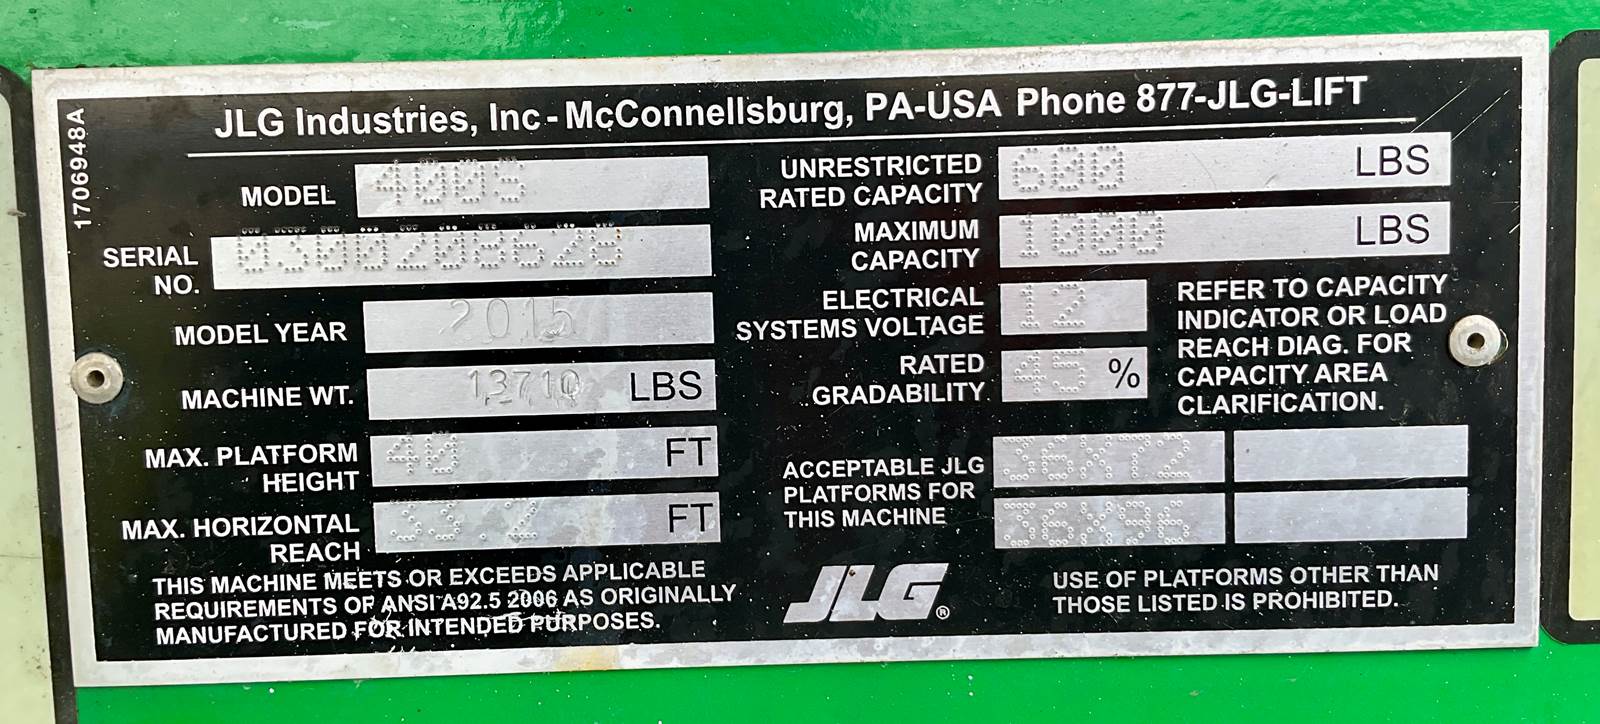 1706948A
JLG Industries, Inc - McConnellsburg, PA-USA Phone 877-JLG-LIFT
MODEL 400S
SERIAL NO. 0300208628
MODEL YEAR 2015
MACHINE WT. 13710 LBS
MAX. PLATFORM HEIGHT 40 FT
MAX. HORIZONTAL REACH 33.2 FT
THIS MACHINE MEETS OR EXCEEDS APPLICABLE
REQUIREMENTS OF ANSI A92.5 2006 AS ORIGINALLY
MANUFACTURED FOR INTENDED PURPOSES.
UNRESTRICTED
RATED CAPACITY 600 LBS
MAXIMUM
CAPACITY 1000 LBS
ELECTRICAL
SYSTEMS VOLTAGE 12
RATED
GRADABILITY 45 %
REFER TO CAPACITY
INDICATOR OR LOAD
REACH DIAG. FOR
CAPACITY AREA
CLARIFICATION.
ACCEPTABLE JLG
PLATFORMS FOR
THIS MACHINE
36X72
36X96
JLG®
USE OF PLATFORMS OTHER THAN
THOSE LISTED IS PROHIBITED.